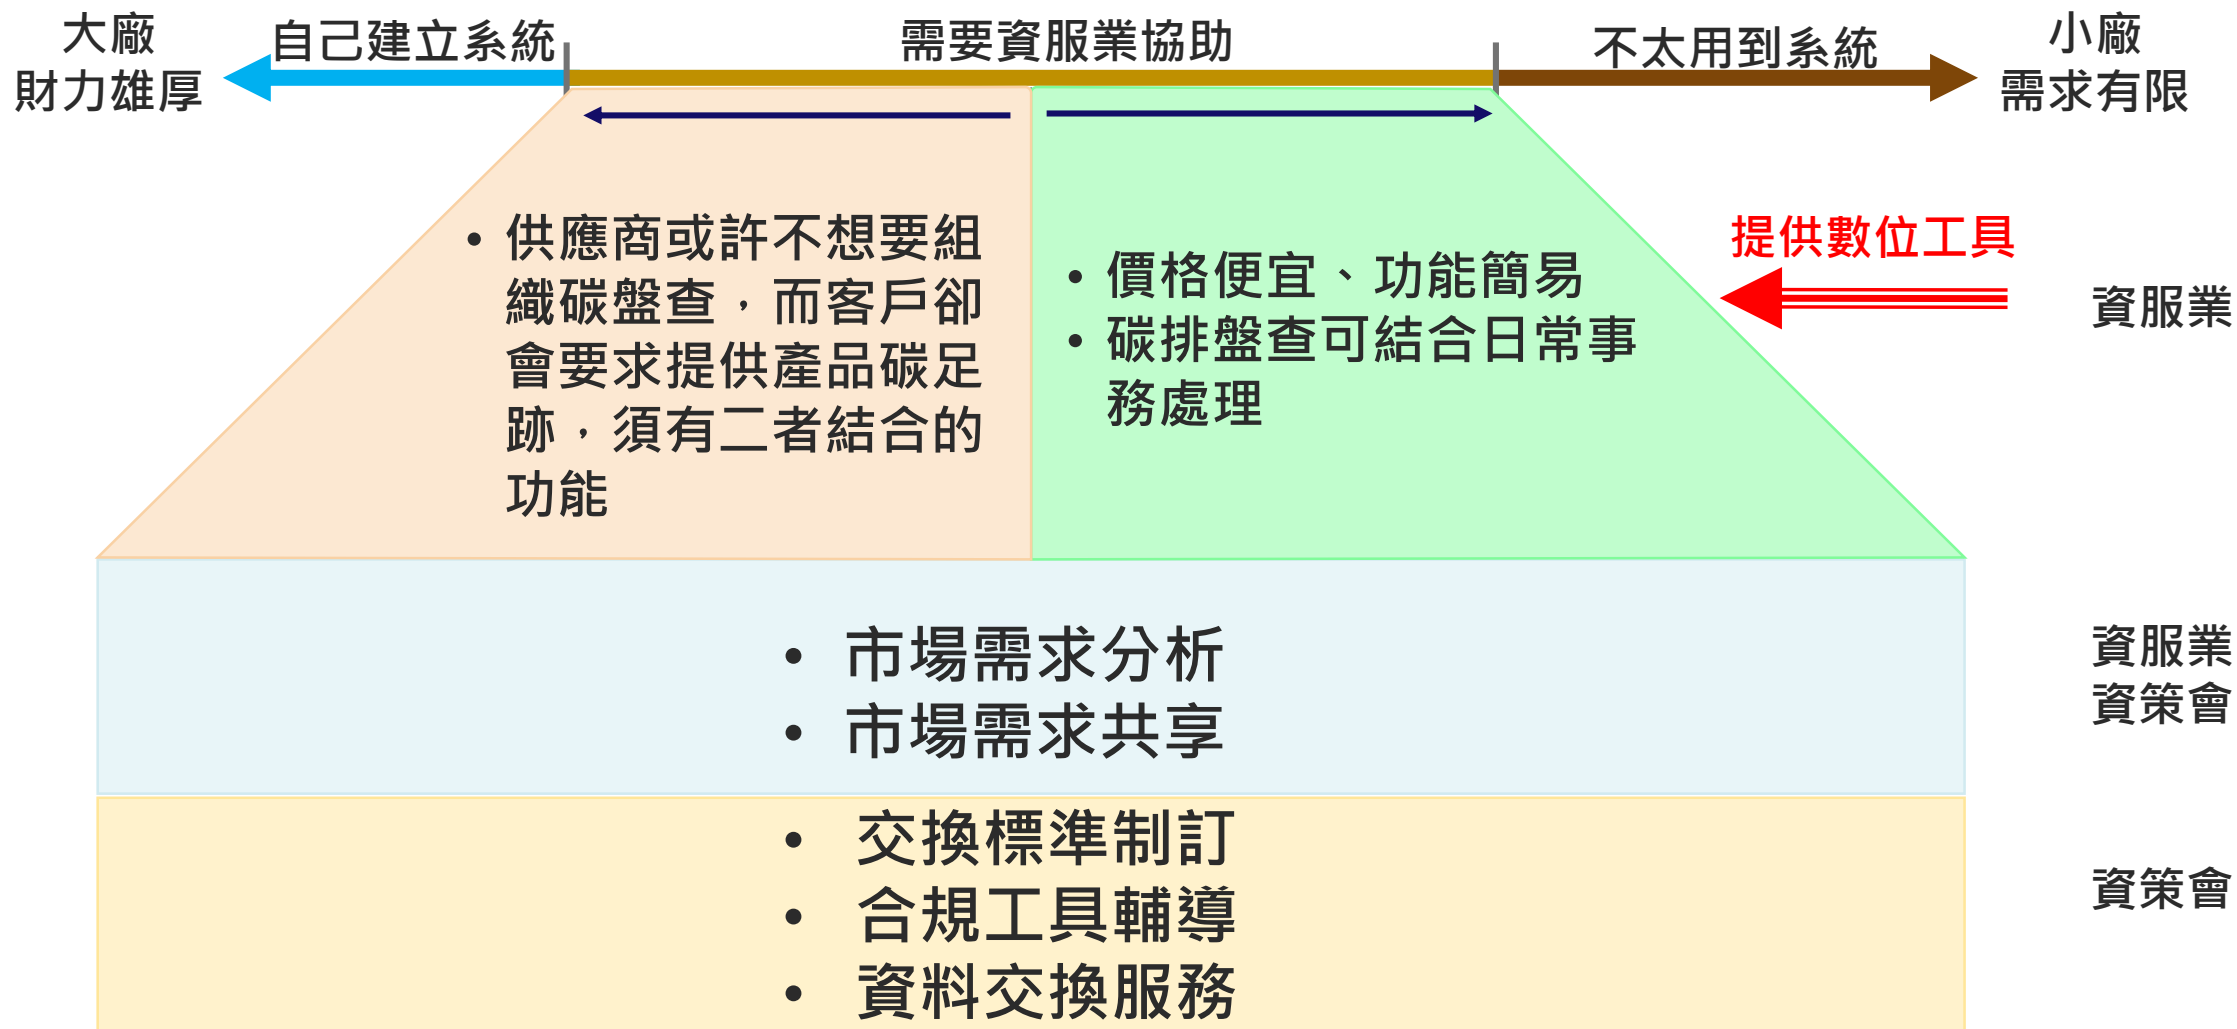 大廠
財力雄厚
自己建立系統
需要資服業協助
不太用到系統
小廠
需求有限
• 供應商或許不想要組
織碳盤查，而客戶卻
會要求提供產品碳足
跡，須有二者結合的
功能
• 價格便宜、功能簡易
• 碳排盤查可結合日常事
務處理
提供數位工具
資服業
• 市場需求分析
• 市場需求共享
資服業
資策會
• 交換標準制訂
• 合規工具輔導
• 資料交換服務
資策會